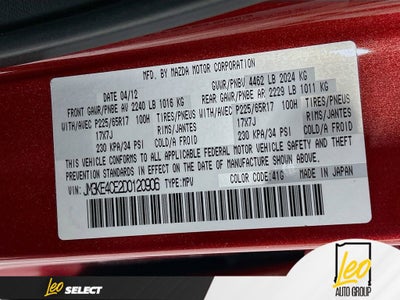 MFD. BY MAZDA MOTOR CORPORATION
DATE 04/12 GVWR/PNBV 4462 LB 2024 KG
FRONT GAWR/PNBE AV 2240 LB 1016 KG REAR GAWR/PNBE AR 2229 LB 1011 KG
WITH/AVEC P225/65R17 100H TIRES/PNEUS WITH/AVEC P225/65R17 100H TIRES/PNEUS
17X7J RIMS/JANTES 17X7J RIMS/JANTES
230 KPA/34 PSI COLD/A FROID 230 KPA/34 PSI COLD/A FROID
THIS VEHICLE CONFORMS TO ALL APPLICABLE FEDERAL MOTOR VEHICLE SAFETY AND THEFT
PREVENTION STANDARDS IN EFFECT ON THE DATE OF MANUFACTURE SHOWN ABOVE.
VIN: JM3KE4CE2D0120906 TYPE:MPV COLOR CODE: 41G MADE IN JAPAN
Leo SELECT
Leo
AUTO GROUP